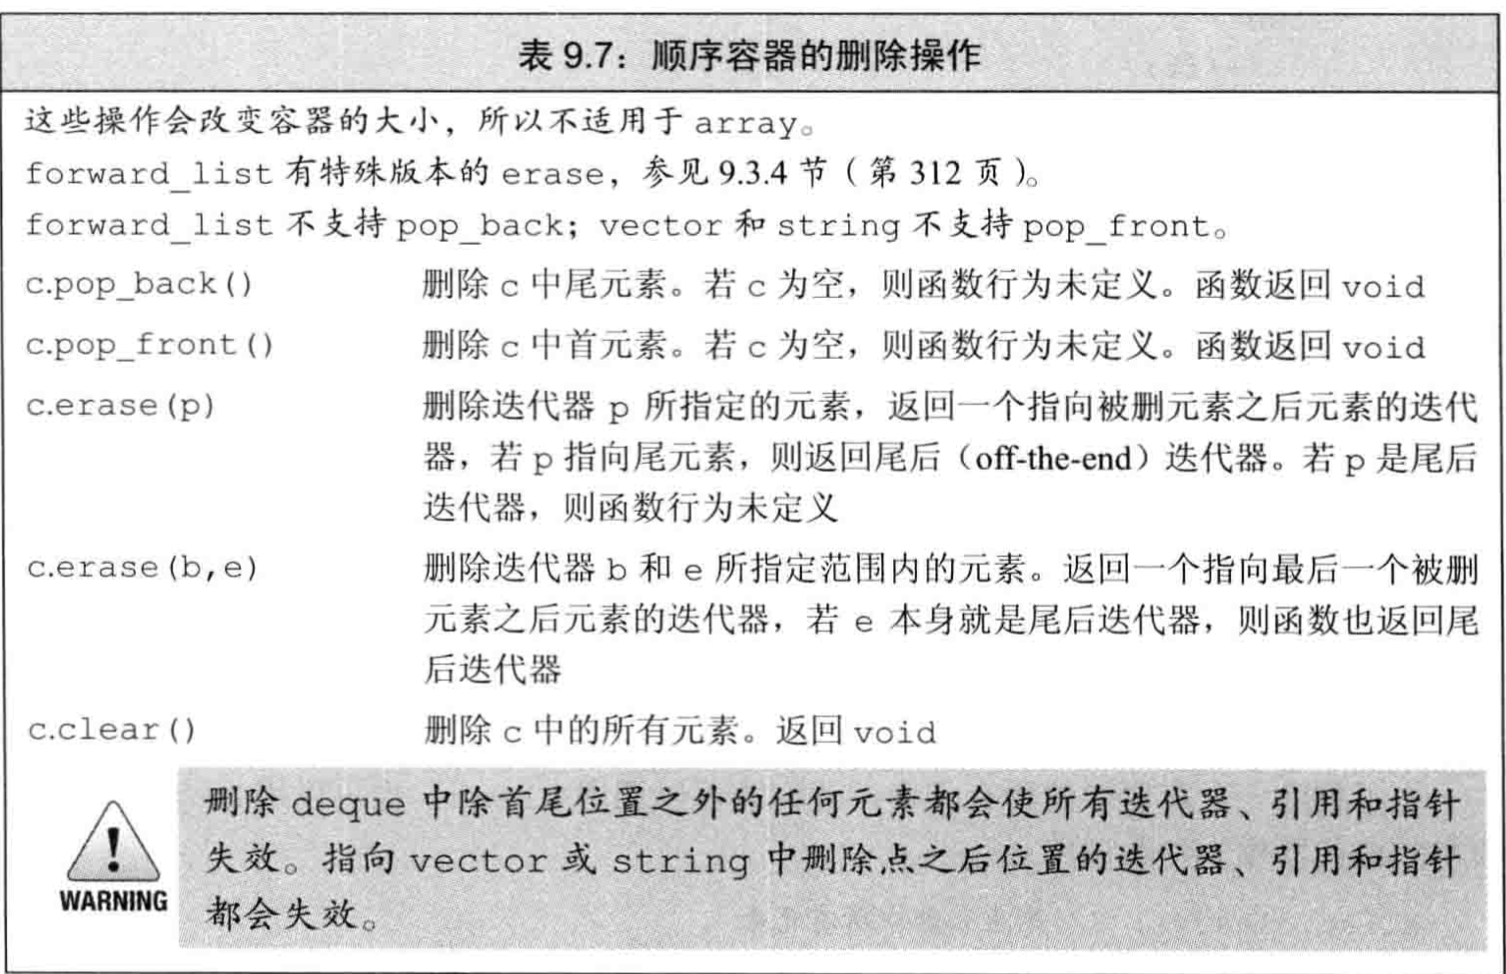 表 9.7：顺序容器的删除操作
这些操作会改变容器的大小，所以不适用于 array。
forward_list 有特殊版本的 erase，参见 9.3.4 节（第 312 页）。
forward_list 不支持 pop_back；vector 和 string 不支持 pop_front。
c.pop_back() 删除 c 中尾元素。若 c 为空，则函数行为未定义。函数返回 void
c.pop_front() 删除 c 中首元素。若 c 为空，则函数行为未定义。函数返回 void
c.erase(p) 删除迭代器 p 所指定的元素，返回一个指向被删元素之后元素的迭代
器，若 p 指向尾元素，则返回尾后（off-the-end）迭代器。若 p 是尾后
迭代器，则函数行为未定义
c.erase(b,e) 删除迭代器 b 和 e 所指定范围内的元素。返回一个指向最后一个被删
元素之后元素的迭代器，若 e 本身就是尾后迭代器，则函数也返回尾
后迭代器
c.clear() 删除 c 中的所有元素。返回 void
删除 deque 中除首尾位置之外的任何元素都会使所有迭代器、引用和指针
失效。指向 vector 或 string 中删除点之后位置的迭代器、引用和指针
都会失效。
WARNING